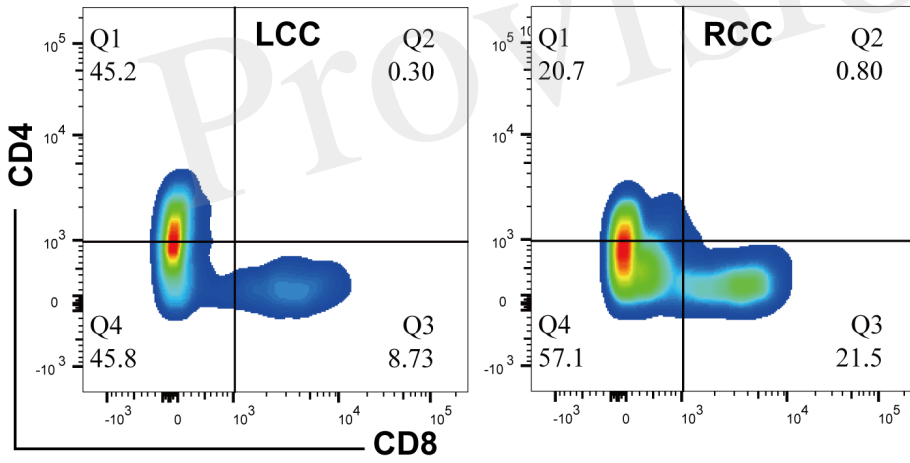 LCC
Q1
45.2
Q2
0.30
Q4
45.8
Q3
8.73
10⁵
10⁴
10³
0
-10³
-10³
0
10³
10⁴
10⁵
RCC
Q1
20.7
Q2
0.80
Q4
57.1
Q3
21.5
10⁵
10⁴
10³
0
-10³
-10³
0
10³
10⁴
10⁵
CD4
CD8
Provisi